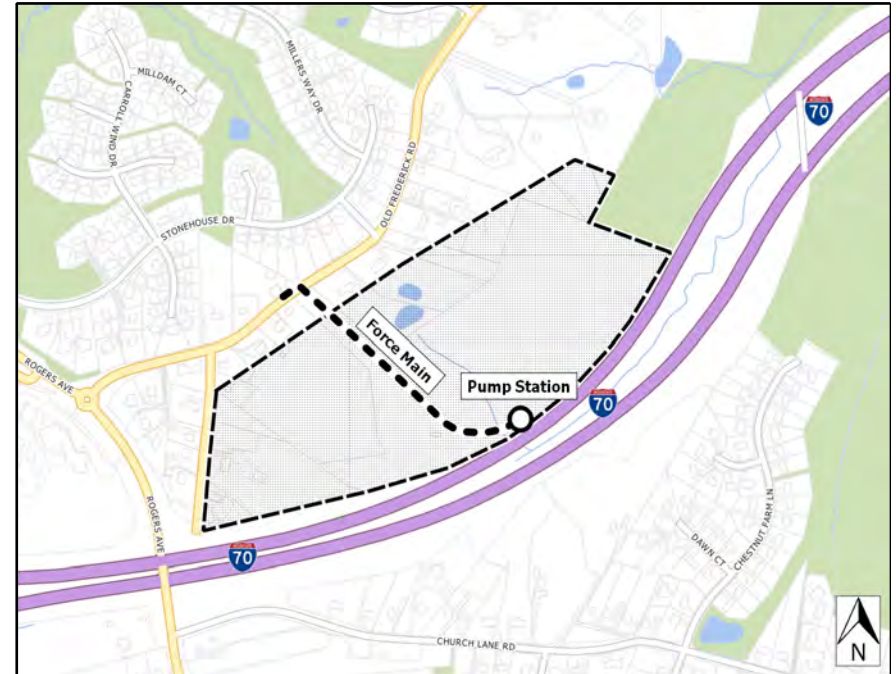 MILLDAM CT
MILLERS WAY DR
CARROLL WIND DR
70
OLD FREDERICK RD
STONEHOUSE DR
Force Main
ROGERS AVE
Pump Station
70
ROGERS AVE
CHESTNUT FARM LN
DAWN CT
70
CHURCH LANE RD
N